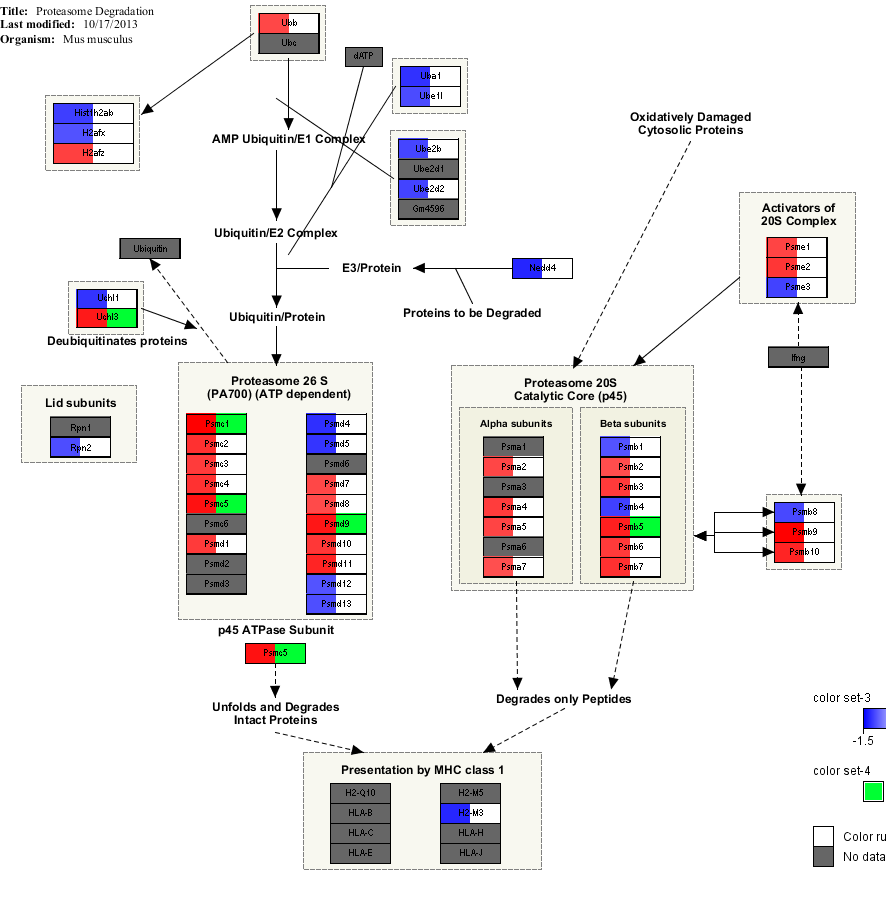 Title: Proteasome Degradation
Last modified: 10/17/2013
Organism: Mus musculus
Ubb
Ubc
dATP
Uba1
Ube1l
Hist1h2ab
H2afx
H2afz
AMP Ubiquitin/E1 Complex
Ube2b
Ube2d1
Ube2d2
Gm4596
Oxidatively Damaged
Cytosolic Proteins
Activators of
20S Complex
Psme1
Psme2
Psme3
Ubiquitin/E2 Complex
Ubiquitin
E3/Protein
Nedd4
Uchl1
Uchl3
Deubiquitinates proteins
Ubiquitin/Protein
Proteins to be Degraded
Ifng
Lid subunits
Rpn1
Rpn2
Proteasome 26 S
(PA700) (ATP dependent)
Psmc1
Psmc2
Psmc3
Psmc4
Psmc5
Psmc6
Psmd1
Psmd2
Psmd3
Psmd4
Psmd5
Psmd6
Psmd7
Psmd8
Psmd9
Psmd10
Psmd11
Psmd12
Psmd13
Proteasome 20S
Catalytic Core (p45)
Alpha subunits
Psma1
Psma2
Psma3
Psma4
Psma5
Psma6
Psma7
Beta subunits
Psmb1
Psmb2
Psmb3
Psmb4
Psmb5
Psmb6
Psmb7
Psmb8
Psmb9
Psmb10
p45 ATPase Subunit
Psmc5
Unfolds and Degrades
Intact Proteins
Degrades only Peptides
Presentation by MHC class 1
H2-Q10
HLA-B
HLA-C
HLA-E
H2-M5
H2-M3
HLA-H
HLA-J
color set-3
-1.5
color set-4
Color ru
No data